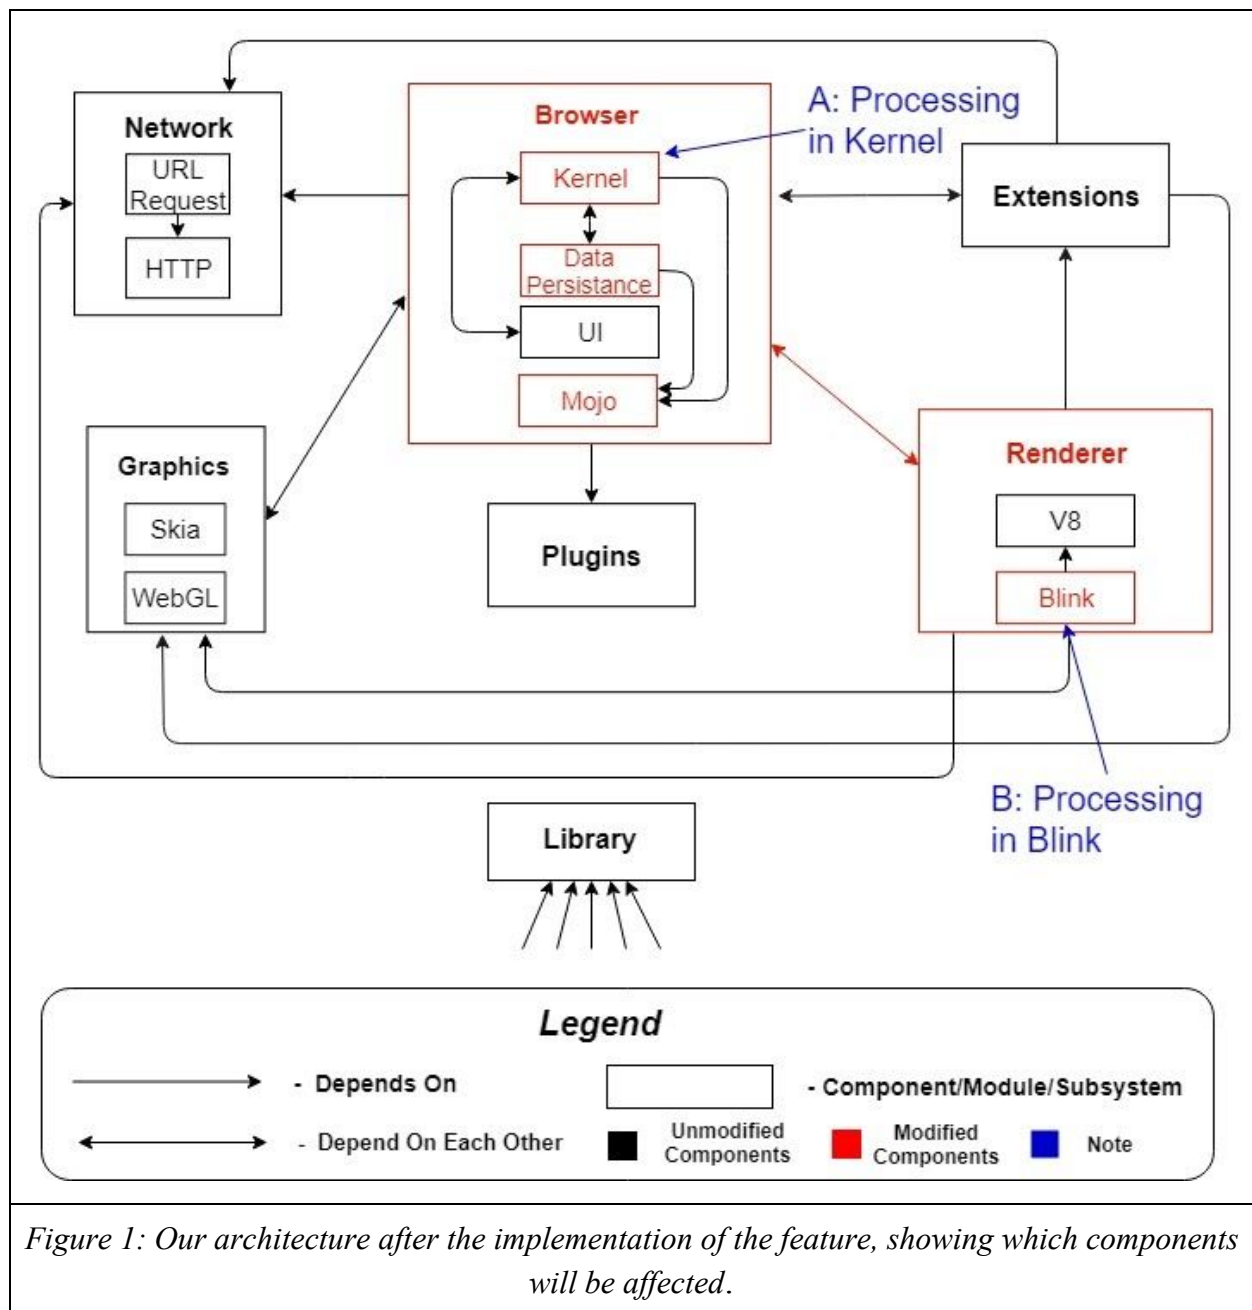 Network
URL
Request
HTTP
Browser
Kernel
Data
Persistance
UI
Mojo
A: Processing
in Kernel
Extensions
Graphics
Skia
WebGL
Plugins
Renderer
V8
Blink
B: Processing
in Blink
Library
Legend
- Depends On
- Component/Module/Subsystem
- Depend On Each Other
Unmodified
Components
Modified
Components
Note
Figure 1: Our architecture after the implementation of the feature, showing which components
will be affected.